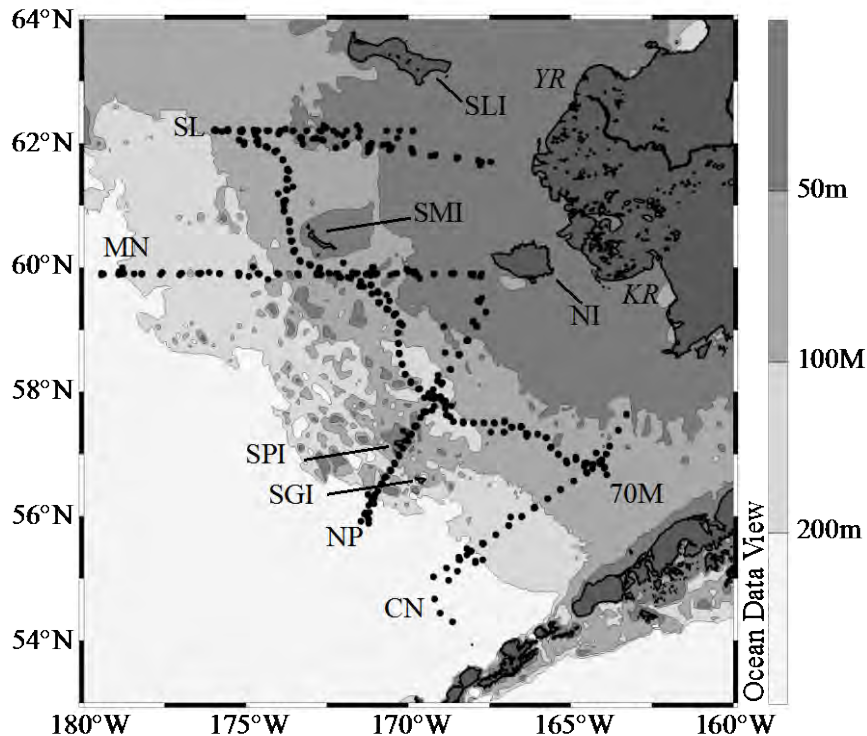 64°N
62°N
60°N
58°N
56°N
54°N
180°W
175°W
170°W
165°W
160°W
SL
SLI
YR
SMI
MN
NI
KR
SPI
SGI
70M
NP
CN
50m
100M
200m
Ocean Data View